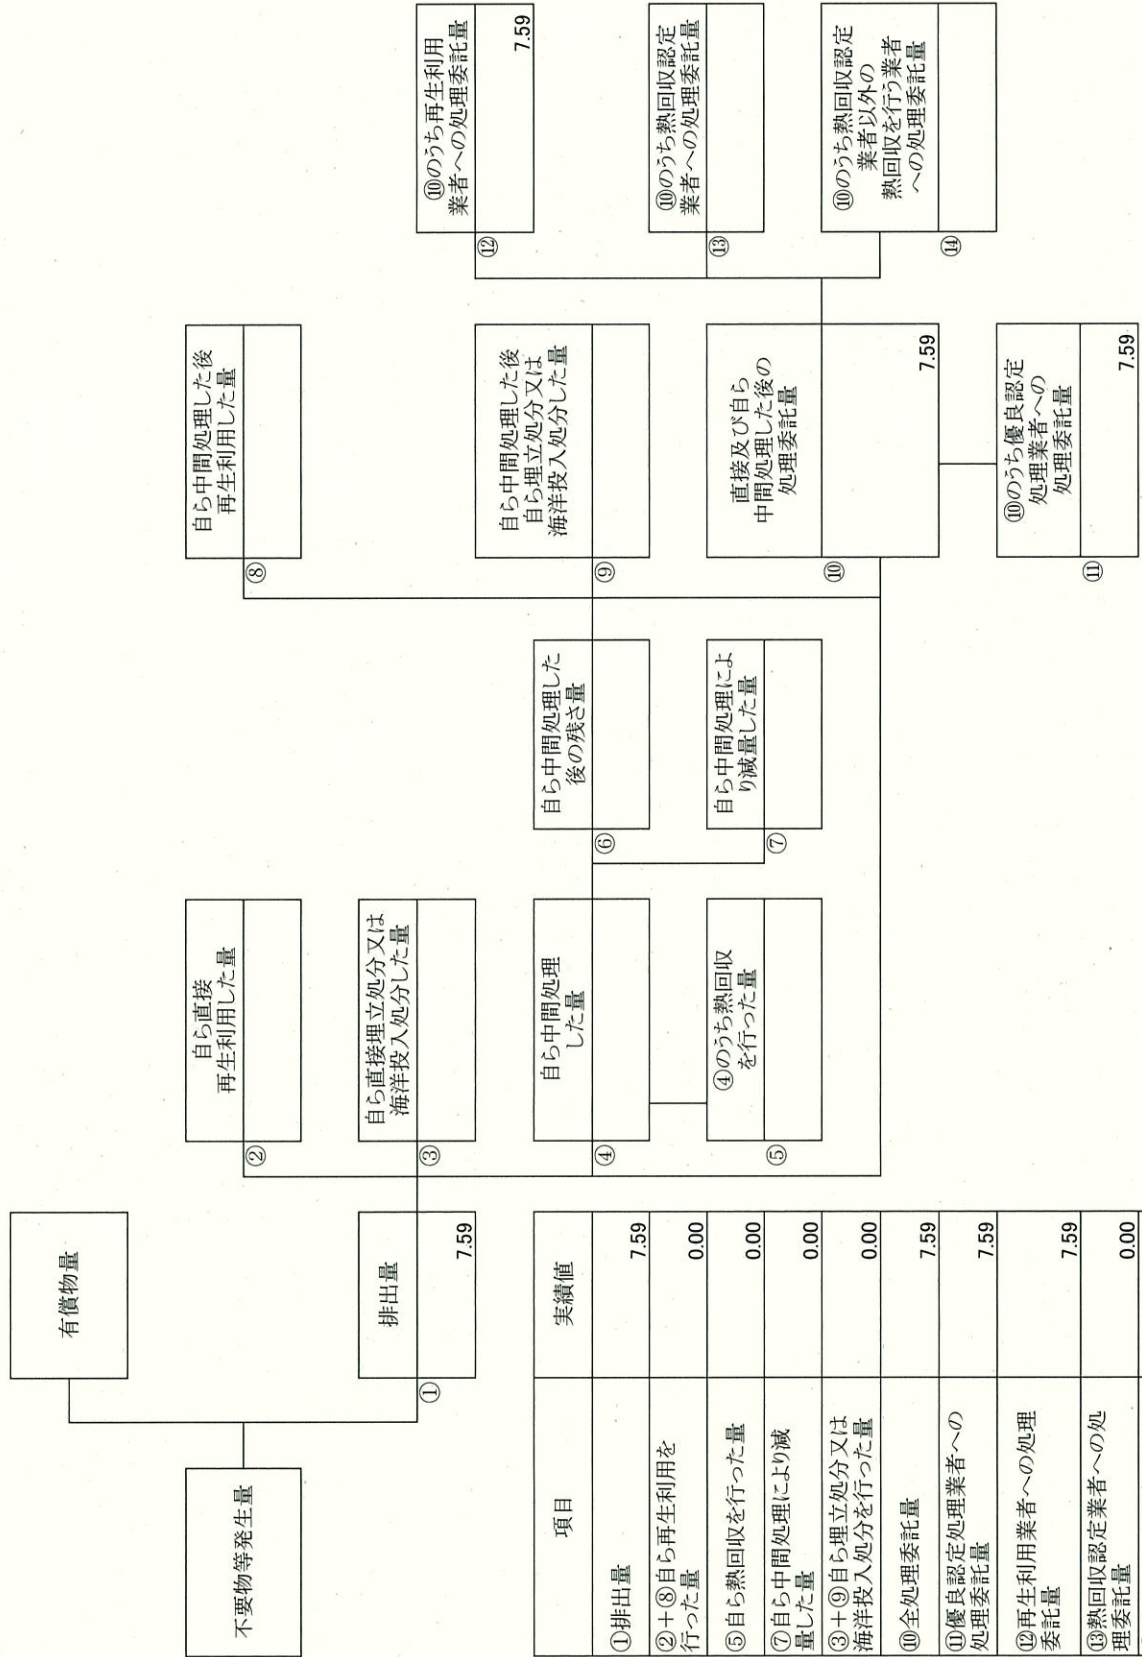 有償物量
不要物等発生量
排出量
①
7.59
自ら直接
再生利用した量
②
自ら直接埋立処分又は
海洋投入処分した量
③
自ら中間処理
した量
④
④のうち熱回収
を行った量
⑤
自ら中間処理した
後の残さ量
⑥
自ら中間処理によ
り減量した量
⑦
自ら中間処理した後
再生利用した量
⑧
自ら中間処理した後
自ら埋立処分又は
海洋投入処分した量
⑨
直接及び自ら
中間処理した後の
処理委託量
⑩
7.59
⑩のうち優良認定
処理業者への
処理委託量
⑪
7.59
⑩のうち再生利用
業者への処理委託量
⑫
7.59
⑩のうち熱回収認定
業者への処理委託量
⑬
⑩のうち熱回収認定
業者以外の
熱回収を行う業者
への処理委託量
⑭
項目
実績値
①排出量
7.59
②+⑧自ら再生利用を
行った量
0.00
⑤自ら熱回収を行った量
0.00
⑦自ら中間処理により減
量した量
0.00
③+⑨自ら埋立処分又は
海洋投入処分を行った量
0.00
⑩全処理委託量
7.59
⑪優良認定処理業者への
処理委託量
7.59
⑫再生利用業者への処理
委託量
7.59
⑬熱回収認定業者への処
理委託量
0.00